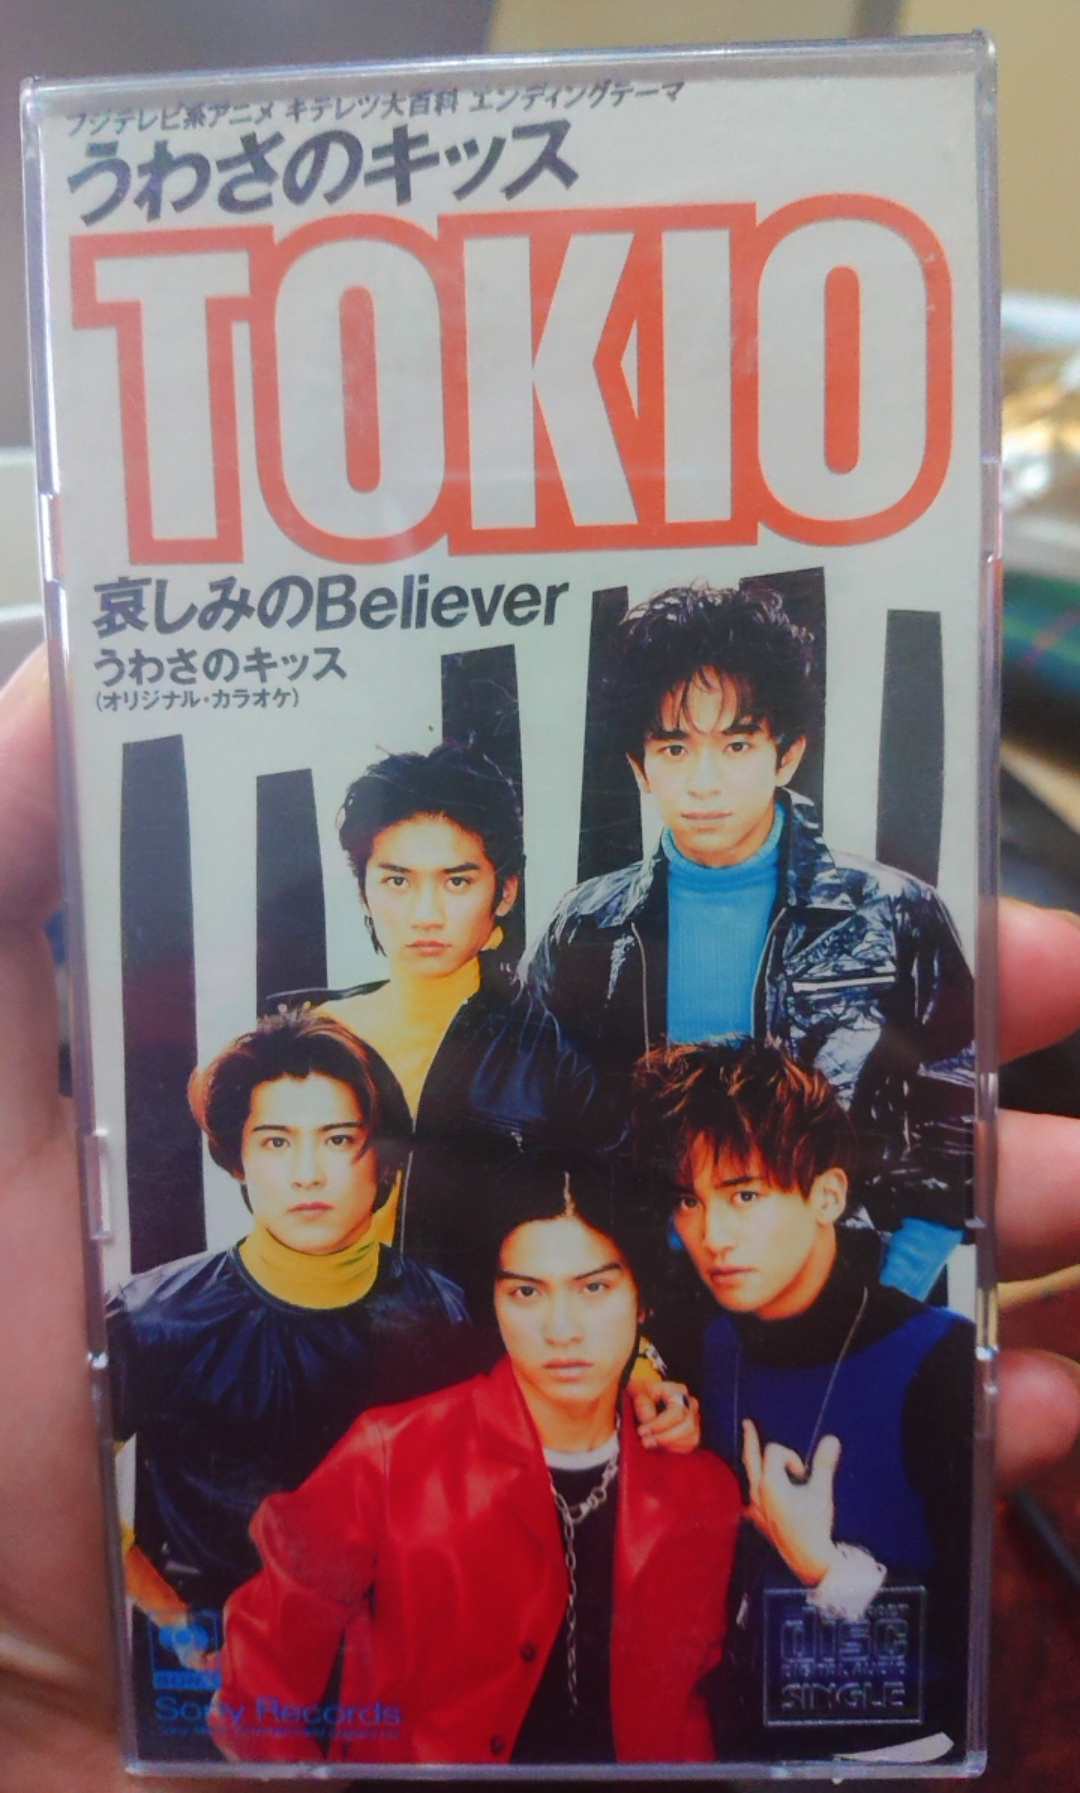 フジテレビ系アニメ キテレツ大百科 エンディングテーマ
うわさのキッス
TOKIO
哀しみのBeliever
うわさのキッス
(オリジナル・カラオケ)
SONY
Sony Records
COMPACT
disc
DIGITAL AUDIO
SINGLE